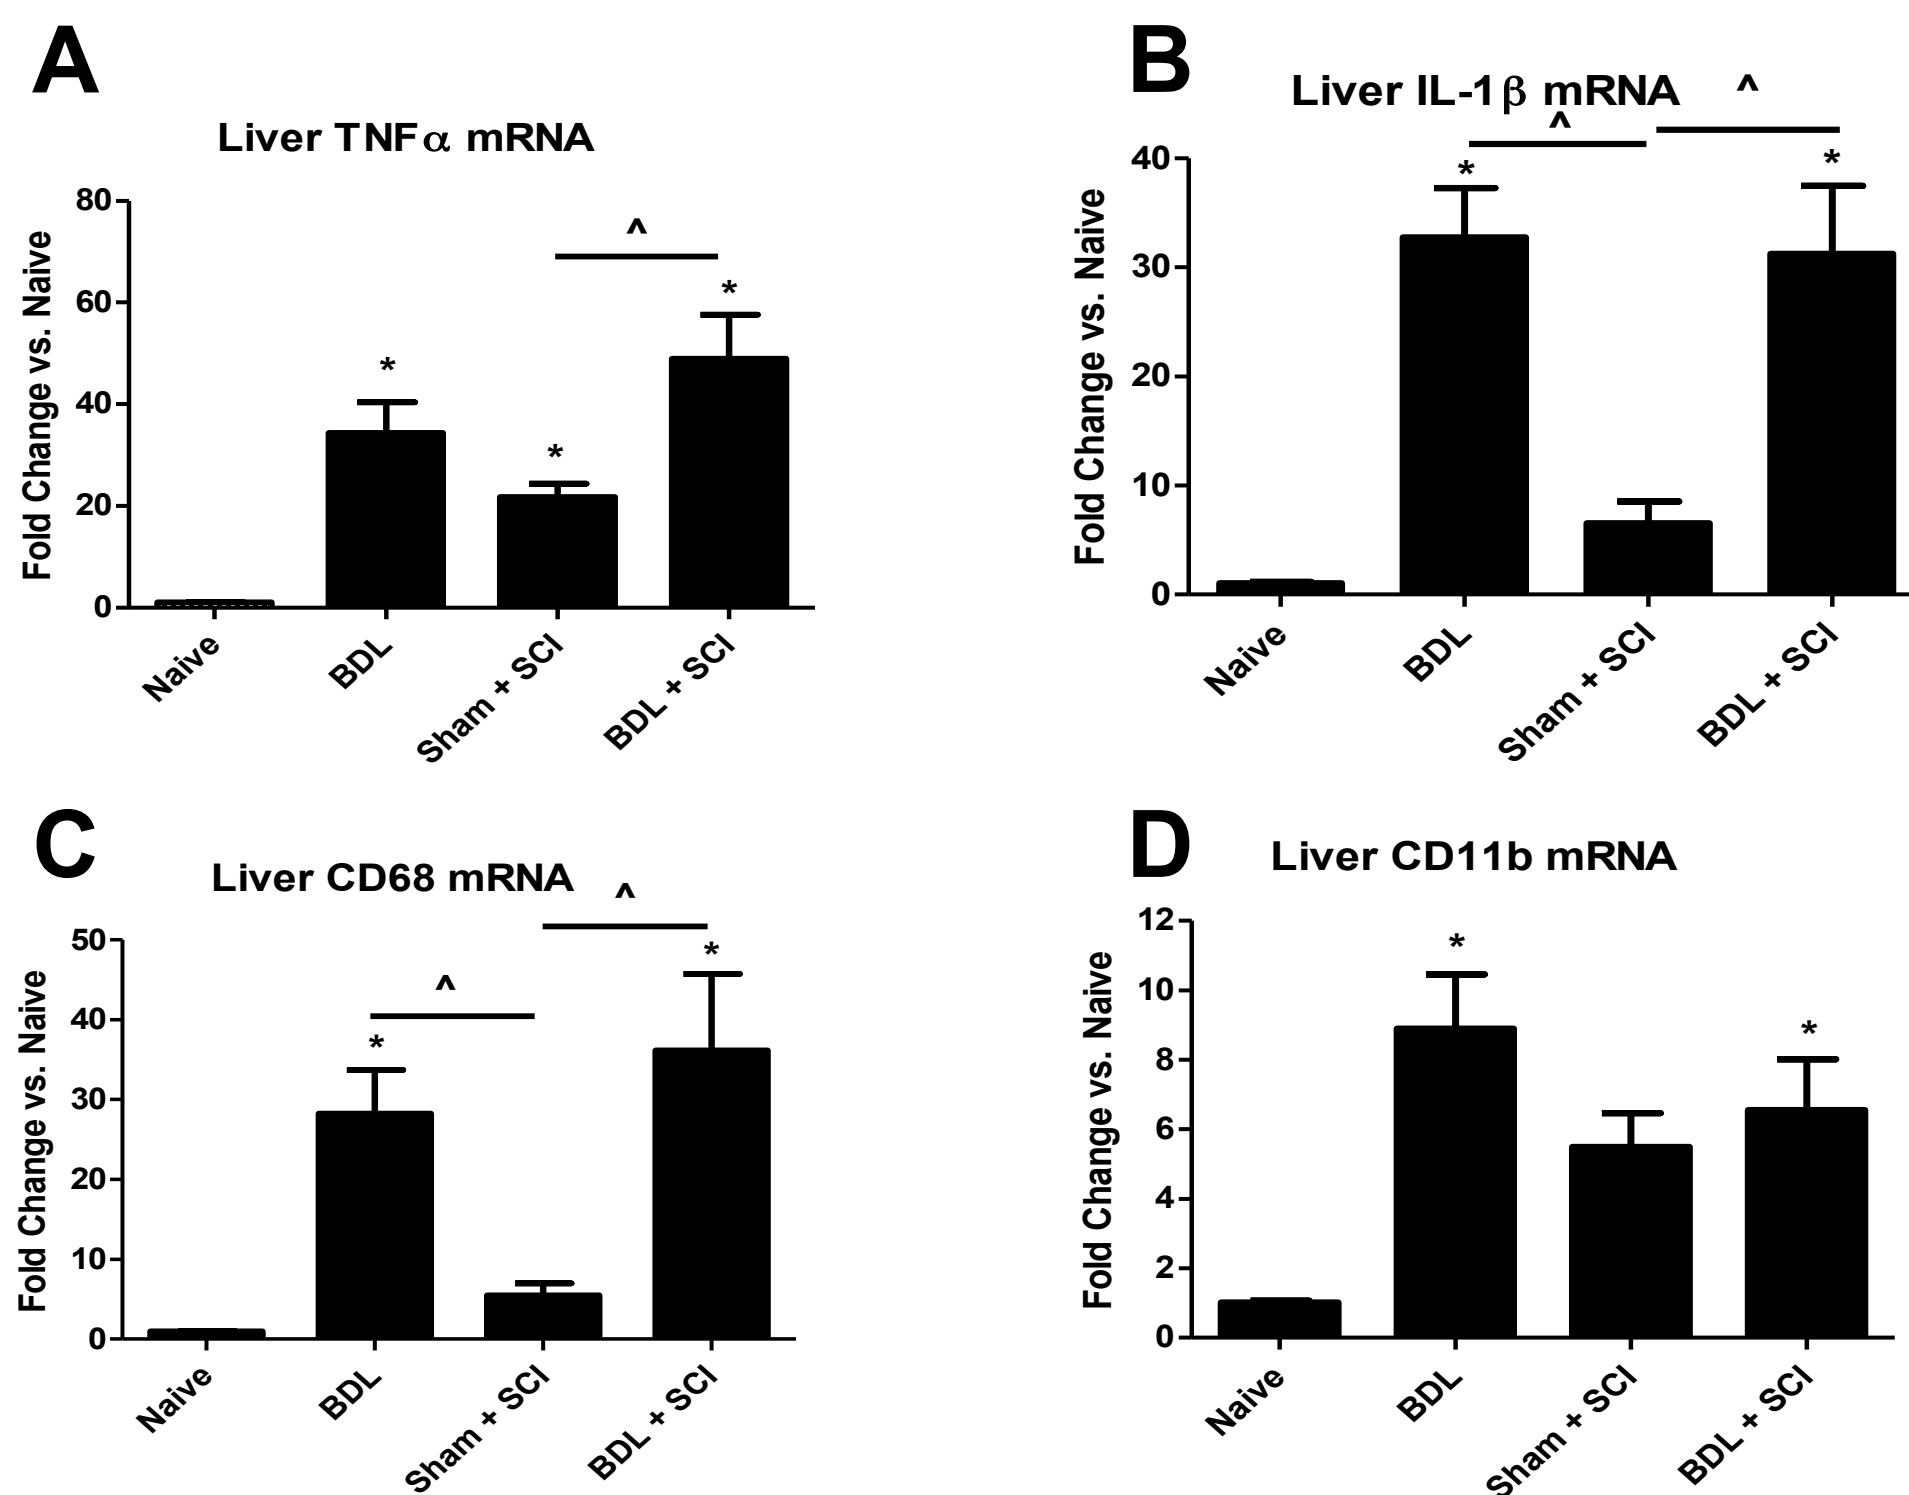 A
Liver TNFα mRNA
^
*
*
*
80
60
40
20
0
Fold Change vs. Naive
Naive
BDL
Sham + SCI
BDL + SCI
B
Liver IL-1β mRNA
^
^
*
*
40
30
20
10
0
Fold Change vs. Naive
Naive
BDL
Sham + SCI
BDL + SCI
C
Liver CD68 mRNA
^
^
*
*
50
40
30
20
10
0
Fold Change vs. Naive
Naive
BDL
Sham + SCI
BDL + SCI
D
Liver CD11b mRNA
*
*
12
10
8
6
4
2
0
Fold Change vs. Naive
Naive
BDL
Sham + SCI
BDL + SCI